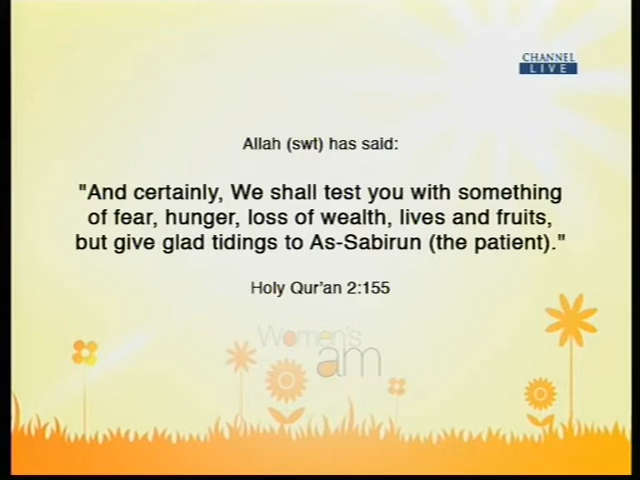 CHANNEL
LIVE
Allah (swt) has said:
"And certainly, We shall test you with something
of fear, hunger, loss of wealth, lives and fruits,
but give glad tidings to As-Sabirun (the patient)."
Holy Qur'an 2:155
Women's
am